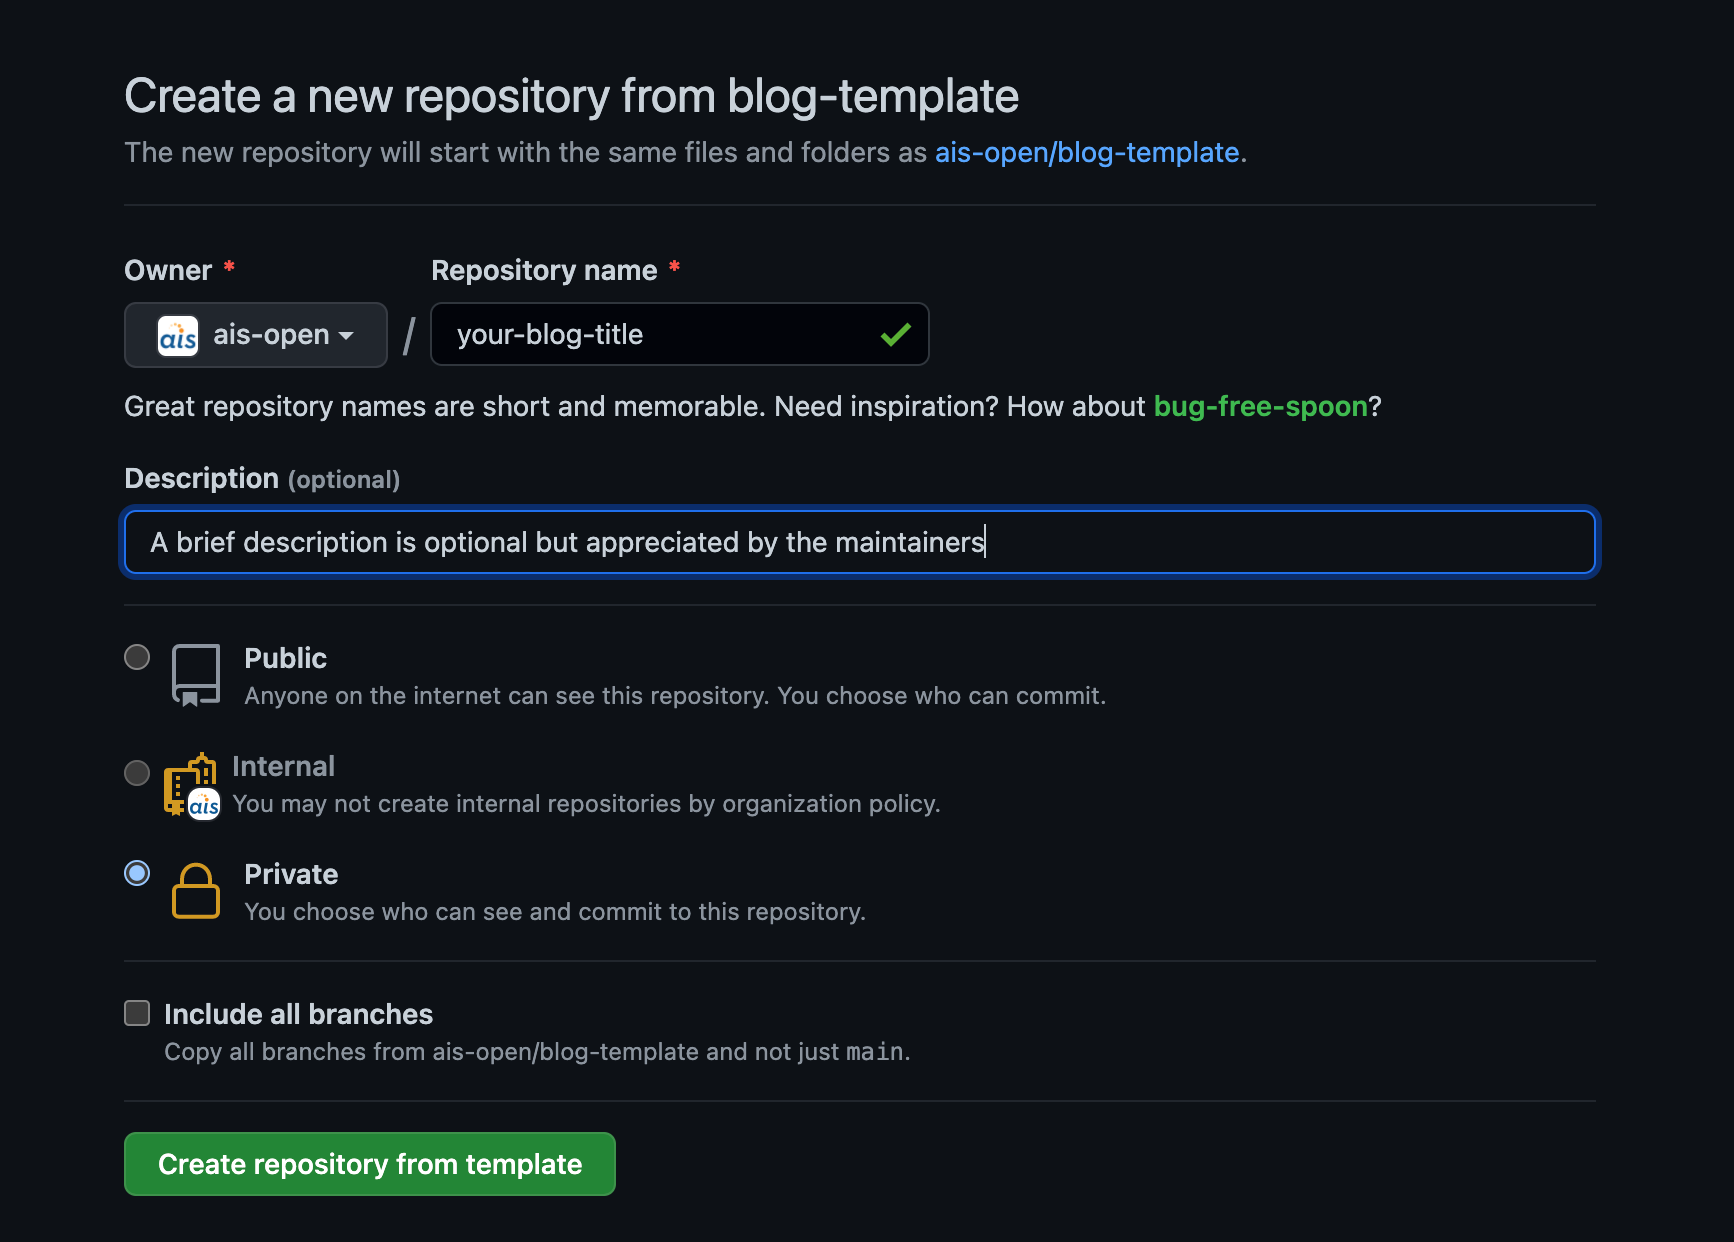 Create a new repository from blog-template
The new repository will start with the same files and folders as ais-open/blog-template.
Owner *
Repository name *
ais ais-open / your-blog-title
Great repository names are short and memorable. Need inspiration? How about bug-free-spoon?
Description (optional)
A brief description is optional but appreciated by the maintainers
Public
Anyone on the internet can see this repository. You choose who can commit.
Internal
ais
You may not create internal repositories by organization policy.
Private
You choose who can see and commit to this repository.
Include all branches
Copy all branches from ais-open/blog-template and not just main.
Create repository from template